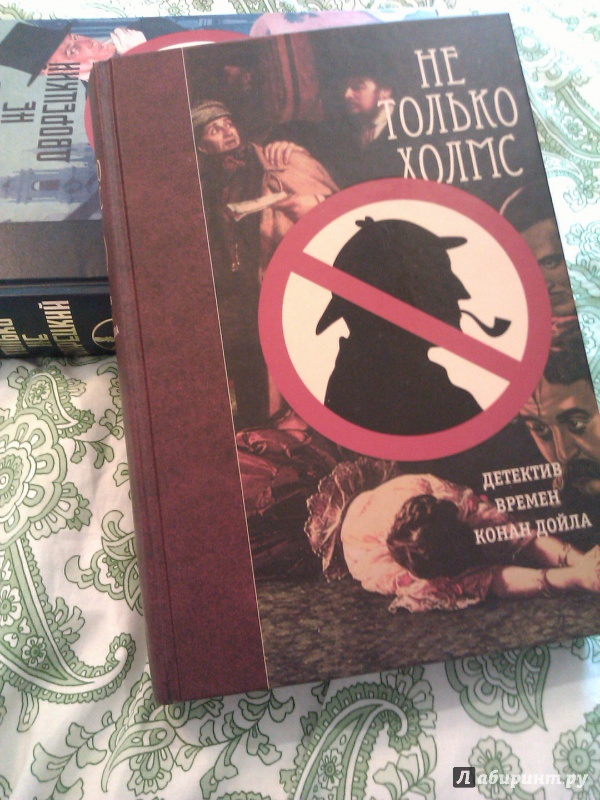 НЕ
ТОЛЬКО
ХОЛМС
ДЕТЕКТИВ
ВРЕМЕН
КОНАН ДОЙЛА
НЕ
ДВОРЕЦКИЙ
Лабиринт.ру